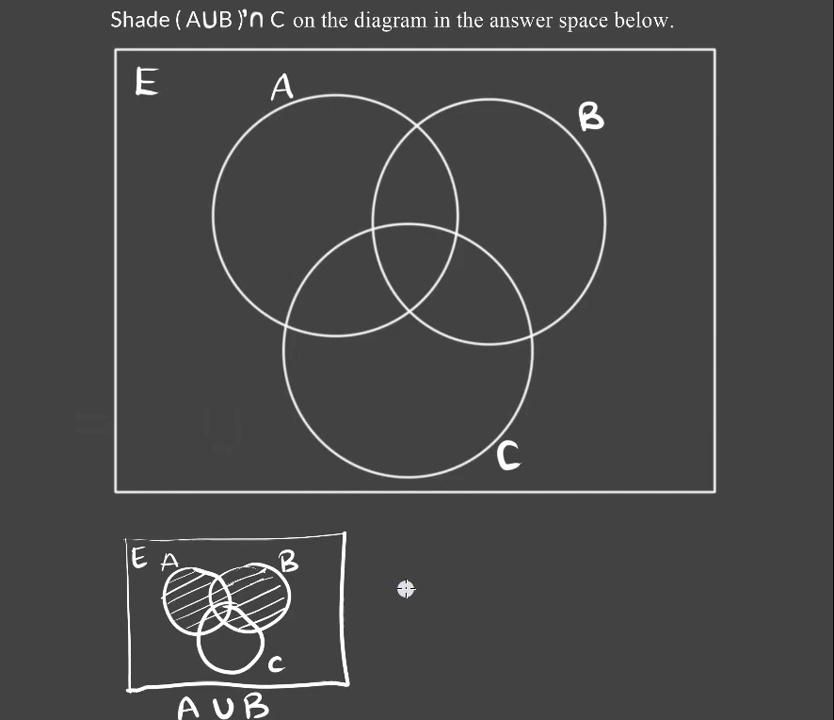 Shade (AUB)'∩ C on the diagram in the answer space below.
E
A
B
C
E A B
C
A U B